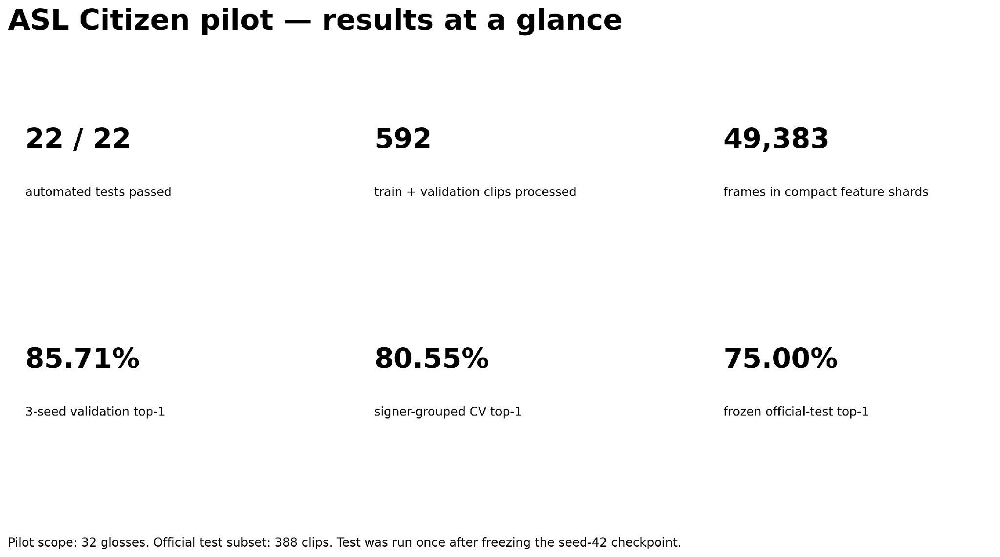 ASL Citizen pilot — results at a glance
22 / 22
automated tests passed
592
train + validation clips processed
49,383
frames in compact feature shards
85.71%
3-seed validation top-1
80.55%
signer-grouped CV top-1
75.00%
frozen official-test top-1
Pilot scope: 32 glosses. Official test subset: 388 clips. Test was run once after freezing the seed-42 checkpoint.